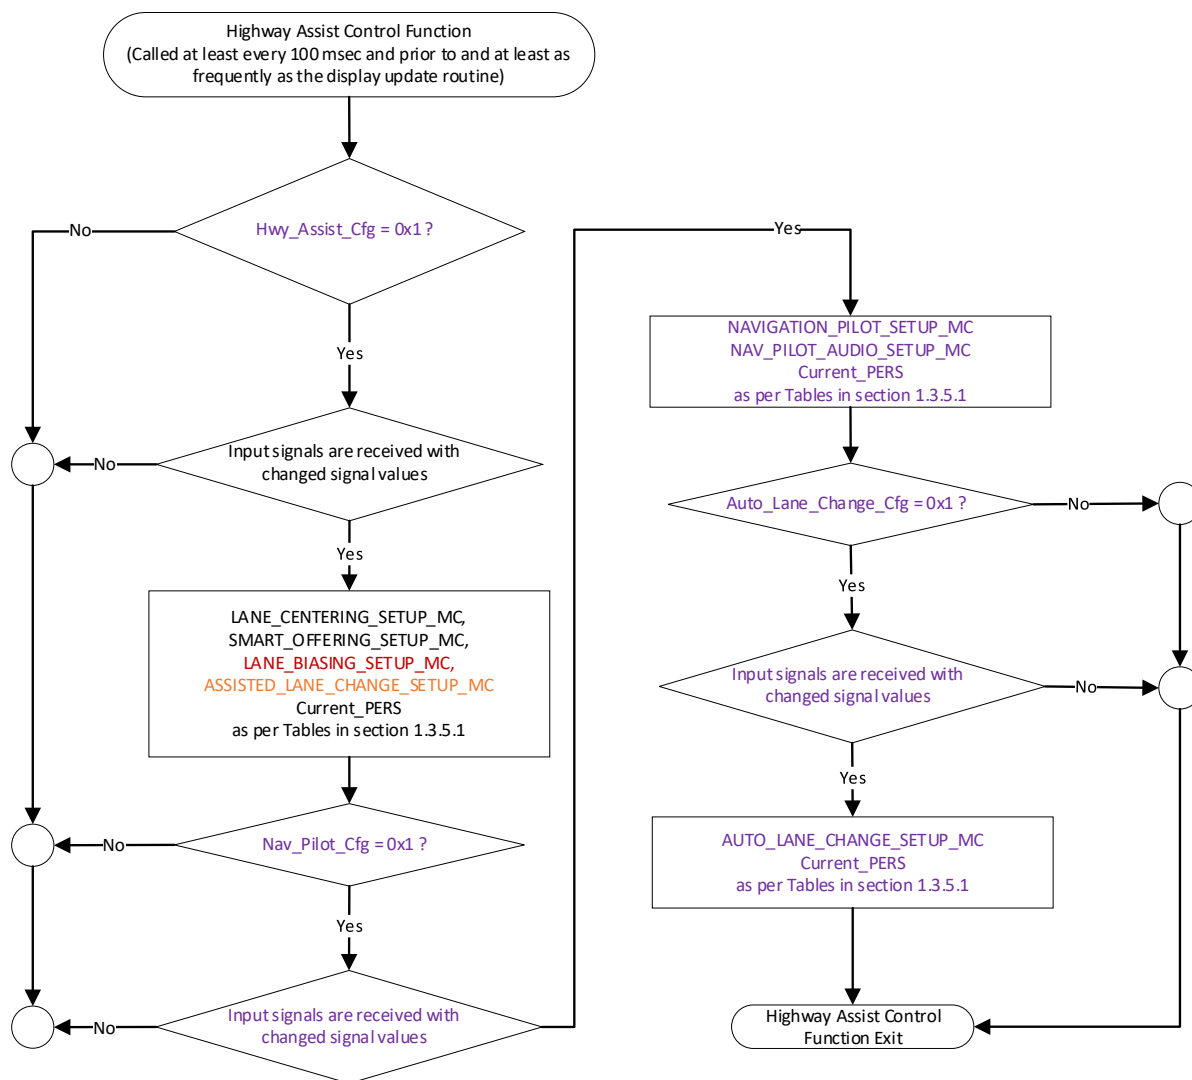 Highway Assist Control Function
(Called at least every 100 msec and prior to and at least as
frequently as the display update routine)
Hwy_Assist_Cfg = 0x1 ?
No
Yes
Input signals are received with
changed signal values
No
Yes
LANE_CENTERING_SETUP_MC,
SMART_OFFERING_SETUP_MC,
LANE_BIASING_SETUP_MC,
ASSISTED_LANE_CHANGE_SETUP_MC
Current_PERS
as per Tables in section 1.3.5.1
Nav_Pilot_Cfg = 0x1 ?
No
Yes
Input signals are received with
changed signal values
No
Yes
NAVIGATION_PILOT_SETUP_MC
NAV_PILOT_AUDIO_SETUP_MC
Current_PERS
as per Tables in section 1.3.5.1
Auto_Lane_Change_Cfg = 0x1 ?
No
Yes
Input signals are received with
changed signal values
No
Yes
AUTO_LANE_CHANGE_SETUP_MC
Current_PERS
as per Tables in section 1.3.5.1
Highway Assist Control
Function Exit